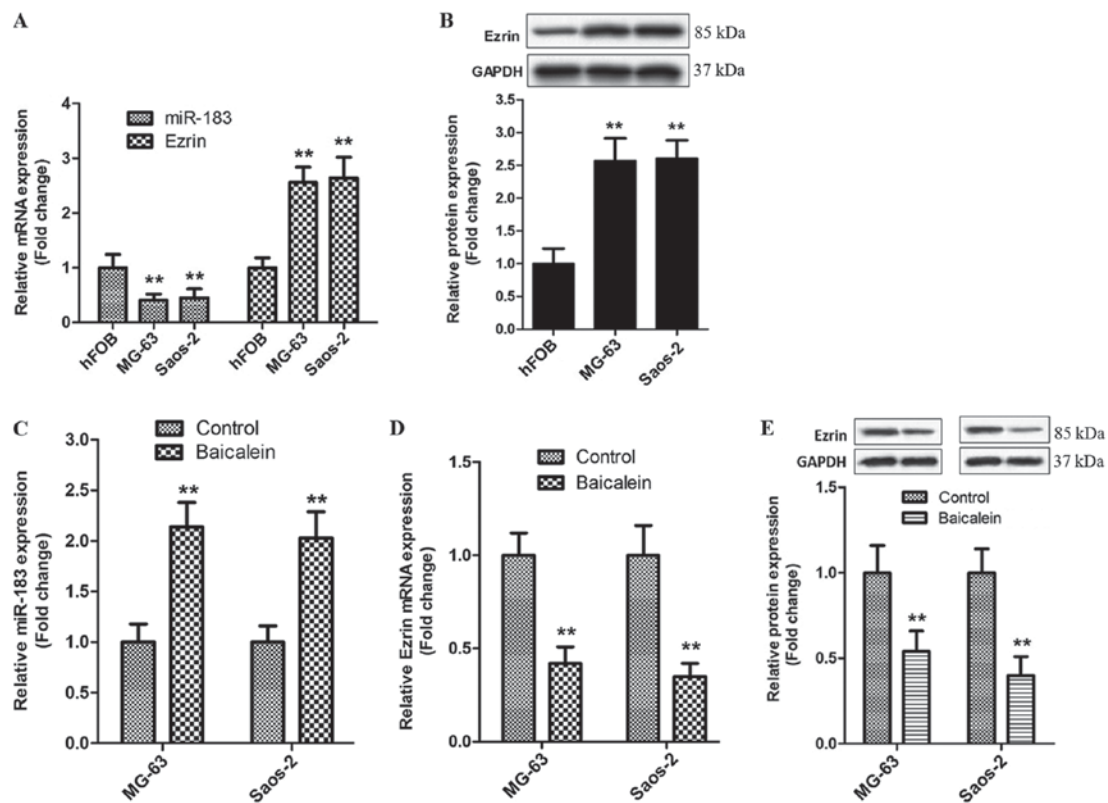 A
Relative mRNA expression
(Fold change)
4
3
2
1
0
miR-183
Ezrin
**
**
**
**
hFOB
MG-63
Saos-2
hFOB
MG-63
Saos-2
B
Ezrin
85 kDa
GAPDH
37 kDa
Relative protein expression
(Fold change)
3.5
3.0
2.5
2.0
1.5
1.0
0.5
0.0
**
**
hFOB
MG-63
Saos-2
C
Relative miR-183 expression
(Fold change)
3.0
2.5
2.0
1.5
1.0
0.5
0.0
Control
Baicalein
**
**
MG-63
Saos-2
D
Relative Ezrin mRNA expression
(Fold change)
1.5
1.0
0.5
0.0
Control
Baicalein
**
**
MG-63
Saos-2
E
Ezrin
85 kDa
GAPDH
37 kDa
Relative protein expression
(Fold change)
1.5
1.0
0.5
0.0
Control
Baicalein
**
**
MG-63
Saos-2